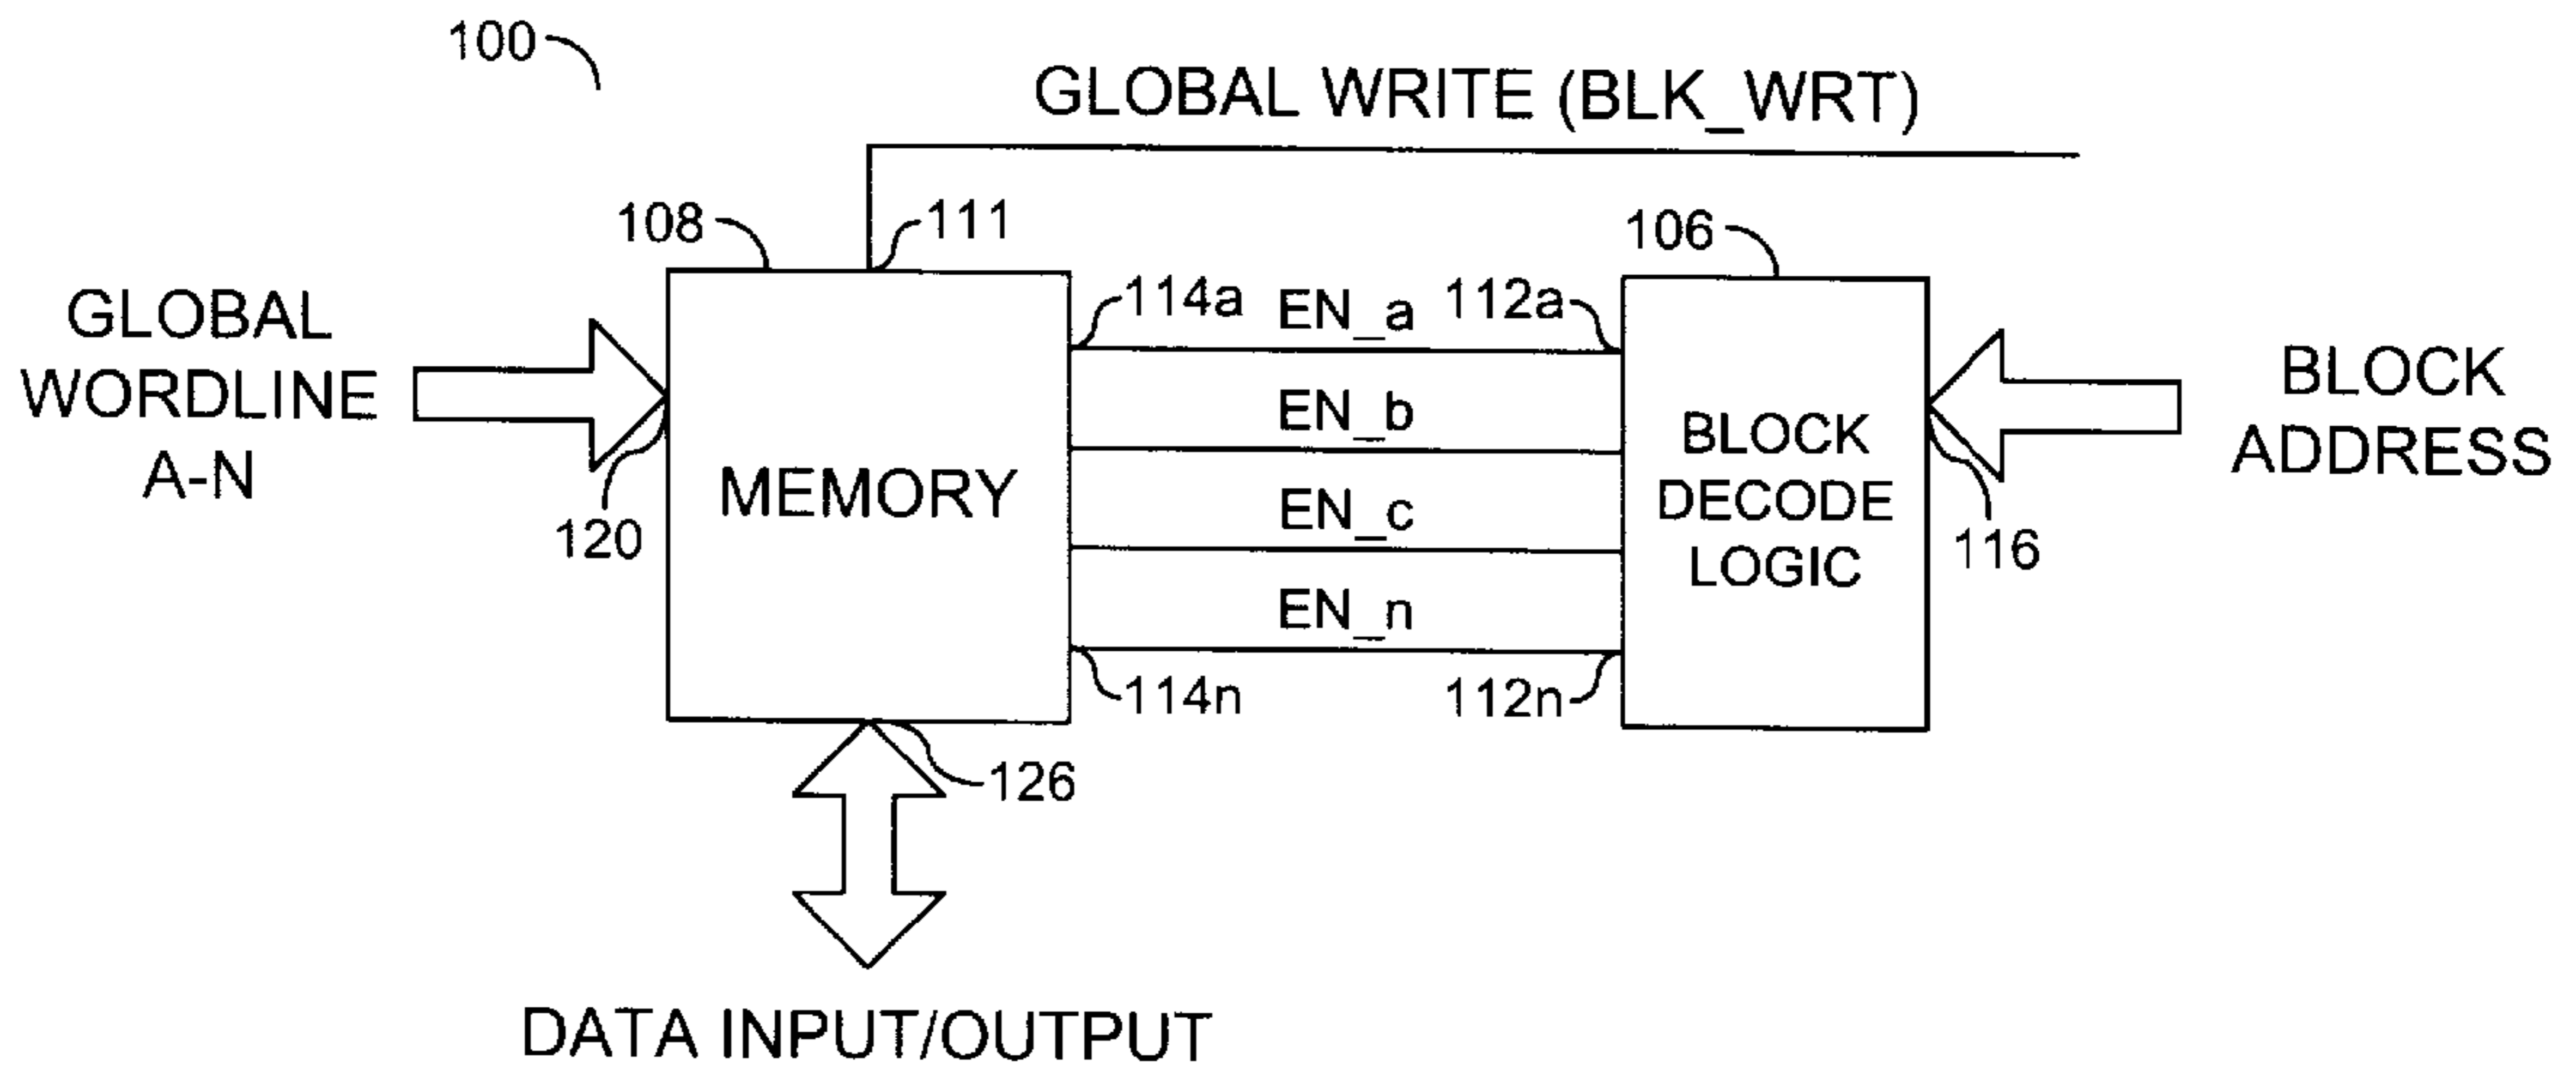 100
GLOBAL WRITE (BLK_WRT)
108
111
106
GLOBAL
WORDLINE
A-N
120
MEMORY
114a
EN_a
112a
EN_b
EN_c
EN_n
114n
112n
BLOCK
DECODE
LOGIC
116
BLOCK
ADDRESS
126
DATA INPUT/OUTPUT